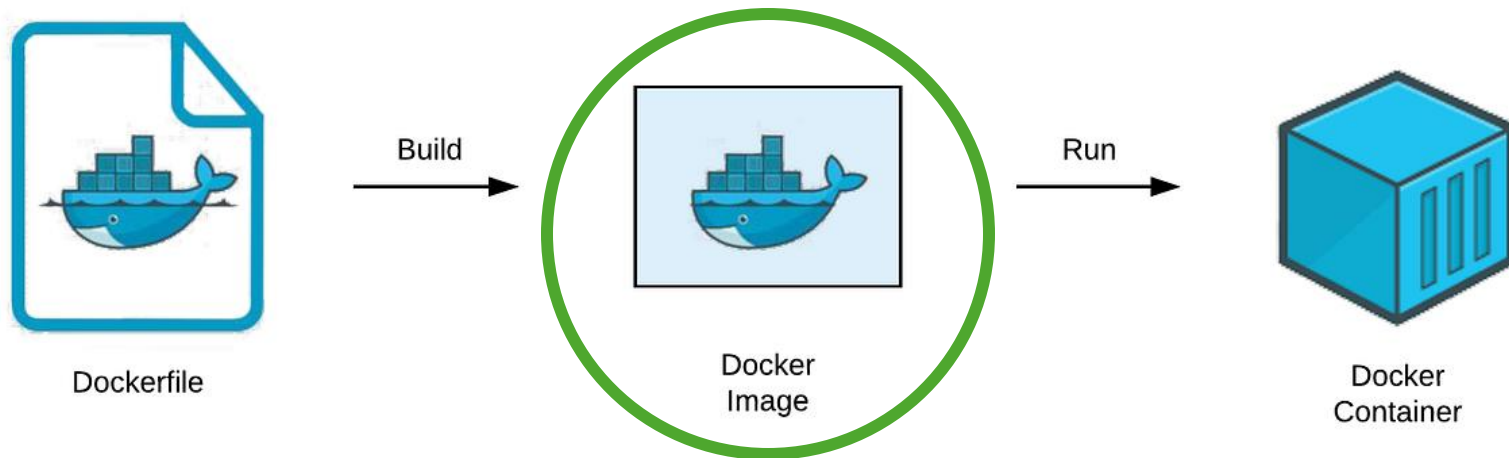 Build
Run
Dockerfile
Docker
Image
Docker
Container